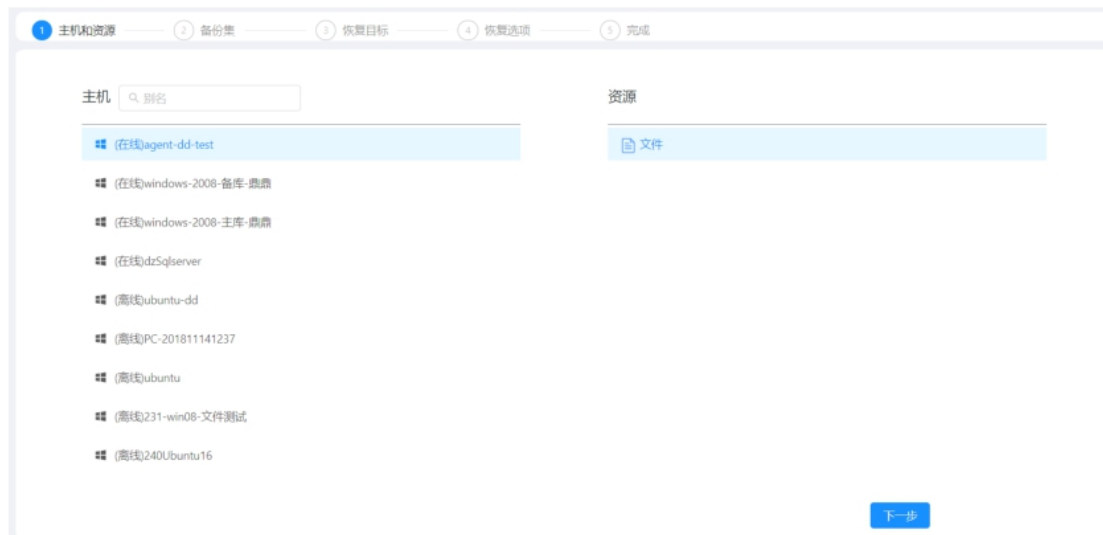 1 主机和资源 2 备份集 3 恢复目标 4 恢复选项 5 完成
主机 别名 资源
(在线)agent-dd-test 文件
(在线)windows-2008-备库-鼎鼎
(在线)windows-2008-主库-鼎鼎
(在线)dzSqlserver
(离线)ubuntu-dd
(离线)PC-201811141237
(离线)ubuntu
(离线)231-win08-文件测试
(离线)240Ubuntu16
下一步